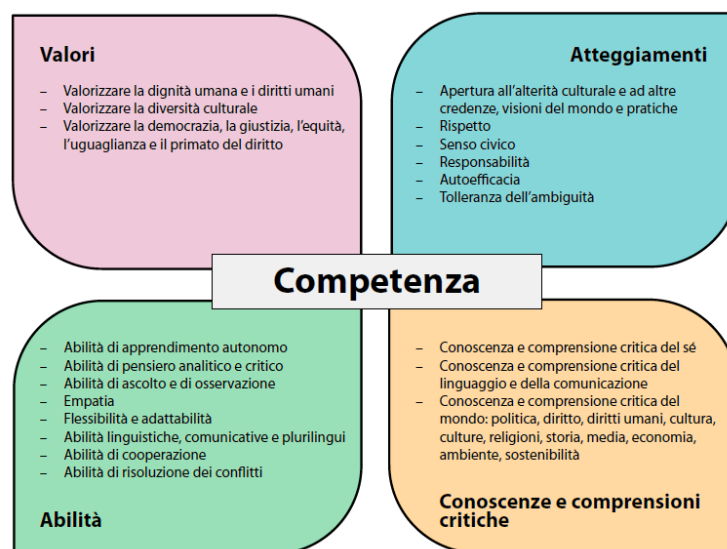 Valori
– Valorizzare la dignità umana e i diritti umani
– Valorizzare la diversità culturale
– Valorizzare la democrazia, la giustizia, l'equità,
l'uguaglianza e il primato del diritto
Atteggiamenti
– Apertura all'alterità culturale e ad altre
credenze, visioni del mondo e pratiche
– Rispetto
– Senso civico
– Responsabilità
– Autoefficacia
– Tolleranza dell'ambiguità
Competenza
– Abilità di apprendimento autonomo
– Abilità di pensiero analitico e critico
– Abilità di ascolto e di osservazione
– Empatia
– Flessibilità e adattabilità
– Abilità linguistiche, comunicative e plurilingui
– Abilità di cooperazione
– Abilità di risoluzione dei conflitti
Abilità
– Conoscenza e comprensione critica del sé
– Conoscenza e comprensione critica del
linguaggio e della comunicazione
– Conoscenza e comprensione critica del
mondo: politica, diritto, diritti umani, cultura,
culture, religioni, storia, media, economia,
ambiente, sostenibilità
Conoscenze e comprensioni
critiche